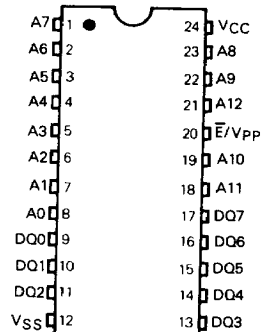 A7 1 24 VCC
A6 2 23 A8
A5 3 22 A9
A4 4 21 A12
A3 5 20 E̅/VPP
A2 6 19 A10
A1 7 18 A11
A0 8 17 DQ7
DQ0 9 16 DQ6
DQ1 10 15 DQ5
DQ2 11 14 DQ4
VSS 12 13 DQ3